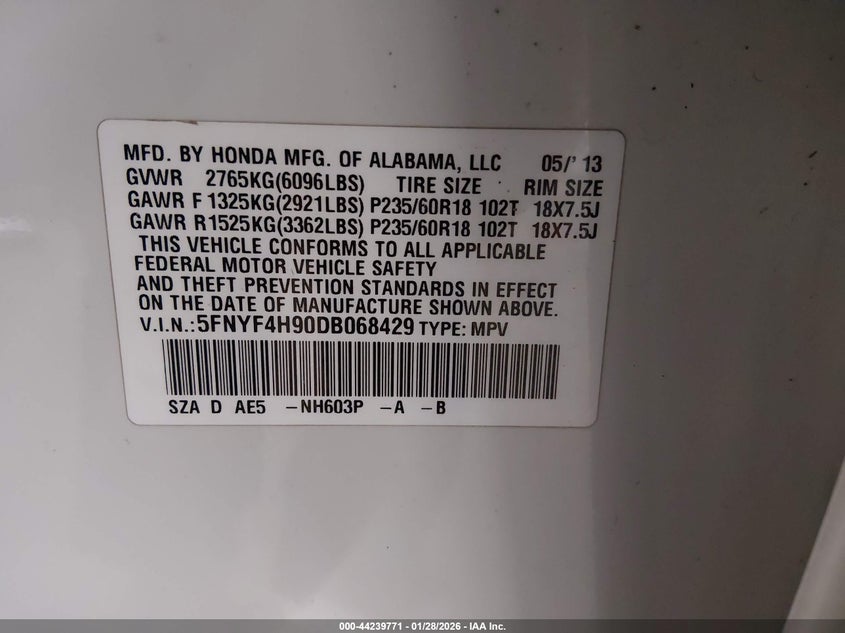 MFD. BY HONDA MFG. OF ALABAMA, LLC 05/' 13
GVWR 2765KG(6096LBS) TIRE SIZE RIM SIZE
GAWR F 1325KG(2921LBS) P235/60R18 102T 18X7.5J
GAWR R1525KG(3362LBS) P235/60R18 102T 18X7.5J
THIS VEHICLE CONFORMS TO ALL APPLICABLE
FEDERAL MOTOR VEHICLE SAFETY
AND THEFT PREVENTION STANDARDS IN EFFECT
ON THE DATE OF MANUFACTURE SHOWN ABOVE.
V.I.N.:5FNYF4H90DB068429 TYPE: MPV
SZA D AE5 -NH603P -A -B
000-44239771 - 01/28/2026 - IAA Inc.